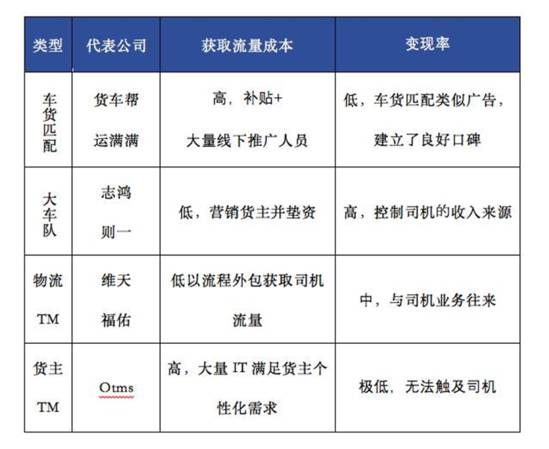 类型 代表公司 获取流量成本 变现率
车货匹配 货车帮 高，补贴+ 低，车货匹配类似广告，
运满满 大量线下推广人员 建立了良好口碑
大车队 志鸿 低，营销货主并垫资 高，控制司机的收入来源
则一
物流 维天 低以流程外包获取司机 中，与司机业务往来
TM 福佑 流量
货主 Otms 高，大量 IT 满足货主个 极低，无法触及司机
TM 性化需求